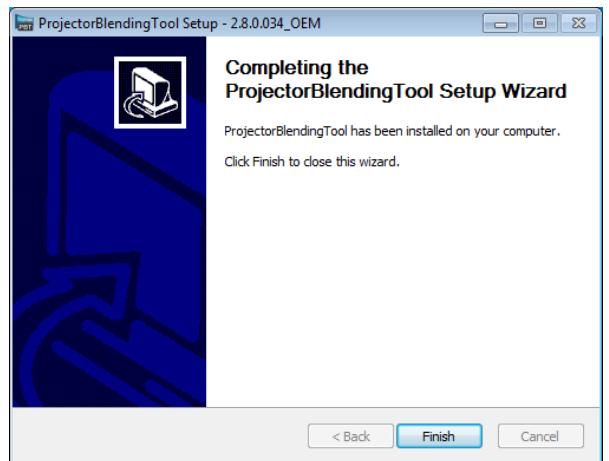 ProjectorBlendingTool Setup - 2.8.0.034_OEM
Completing the
ProjectorBlendingTool Setup Wizard
ProjectorBlendingTool has been installed on your computer.
Click Finish to close this wizard.
< Back
Finish
Cancel